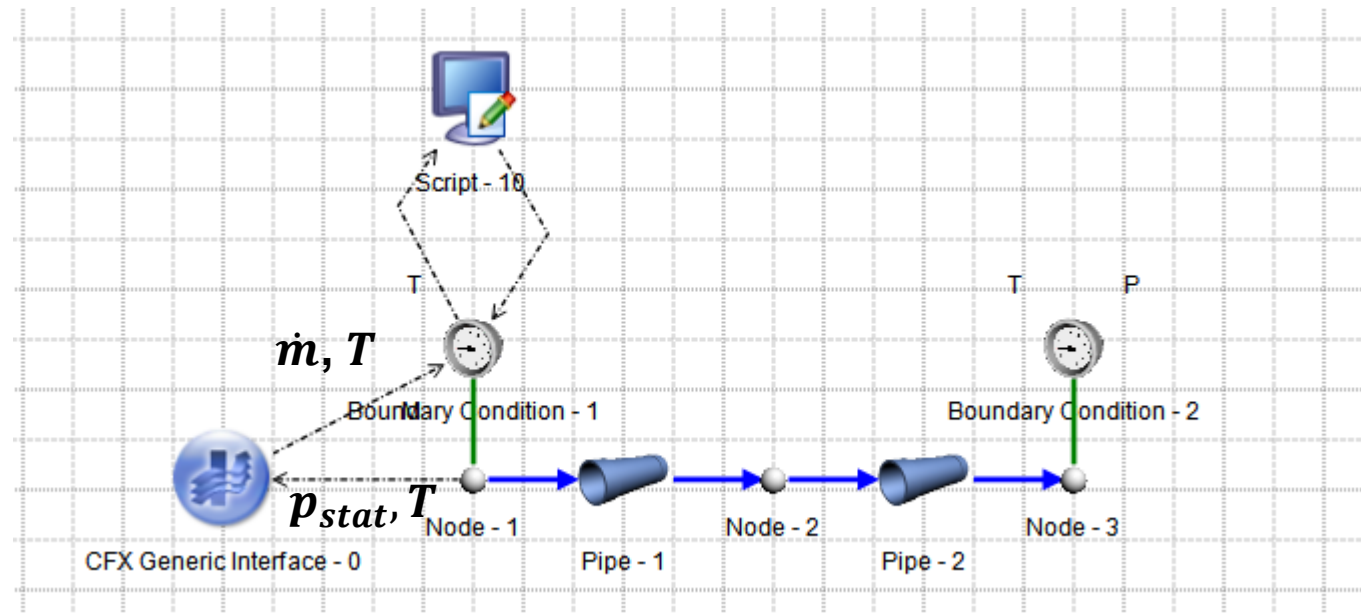 Script - 10
T
T
P
ṁ, T
Boundary Condition - 1
M
Boundary Condition - 2
p_stat, T
Node - 1
Node - 2
Node - 3
CFX Generic Interface - 0
Pipe - 1
Pipe - 2